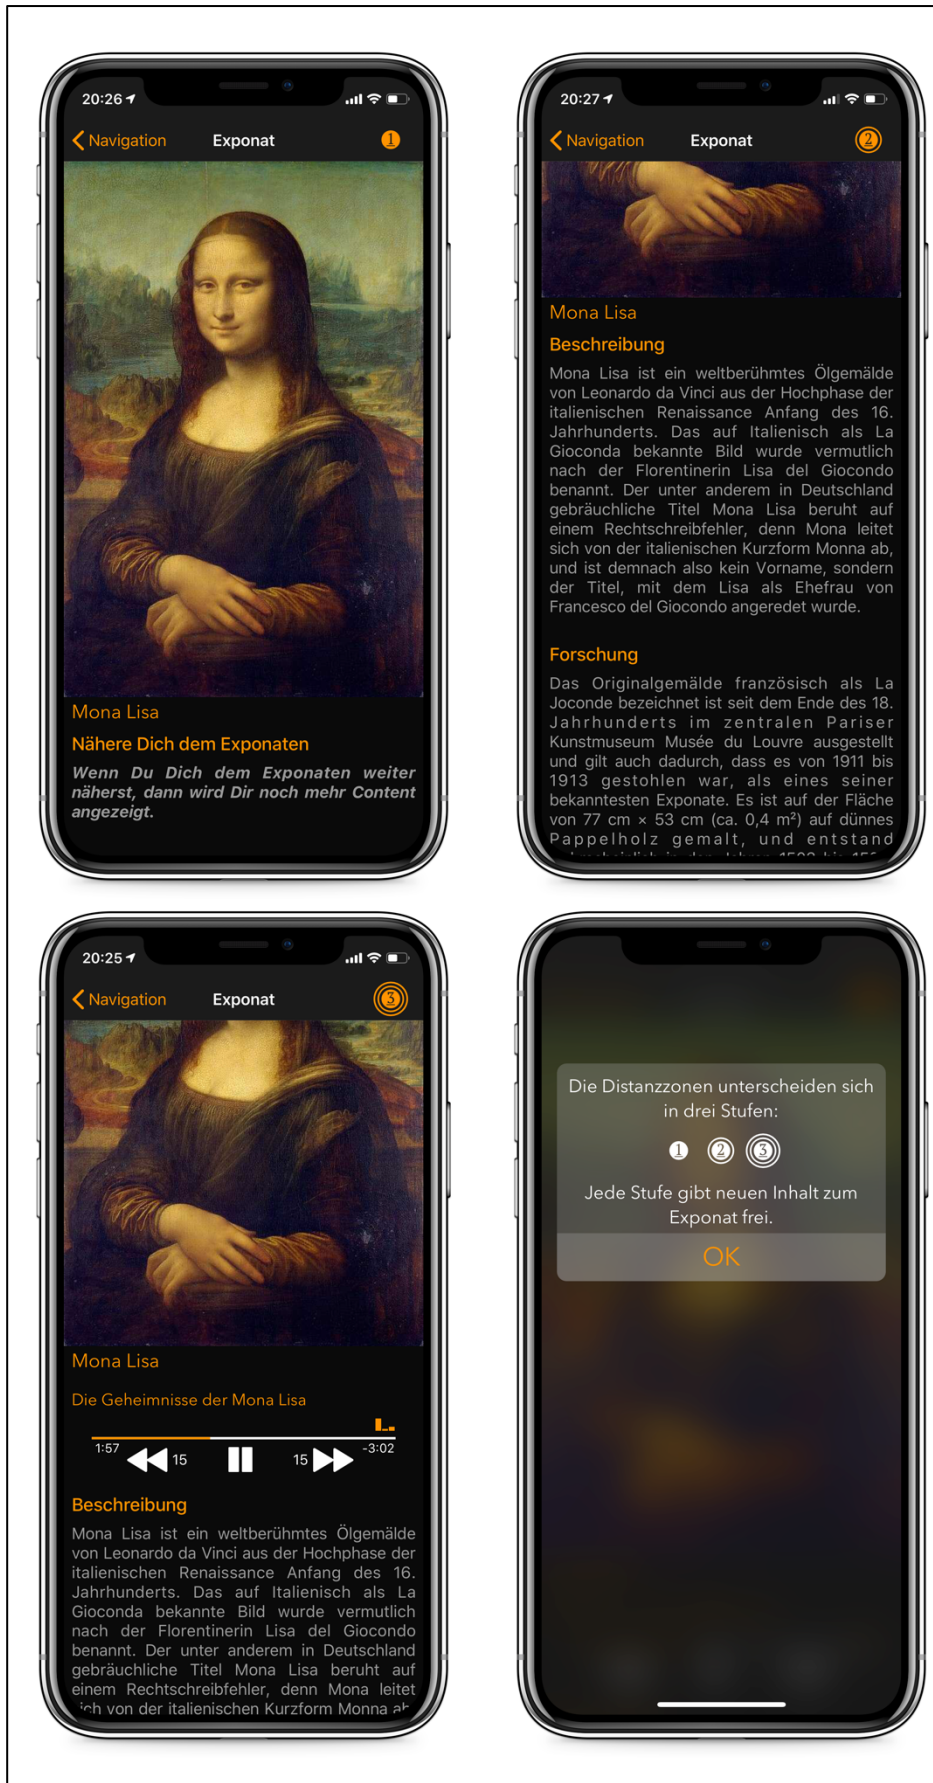 20:26
Navigation
Exponat
1
Mona Lisa
Nähere Dich dem Exponaten
Wenn Du Dich dem Exponaten weiter
näherst, dann wird Dir noch mehr Content
angezeigt.
20:27
Navigation
Exponat
2
Mona Lisa
Beschreibung
Mona Lisa ist ein weltberühmtes Ölgemälde
von Leonardo da Vinci aus der Hochphase der
italienischen Renaissance Anfang des 16.
Jahrhunderts. Das auf Italienisch als La
Gioconda bekannte Bild wurde vermutlich
nach der Florentinerin Lisa del Giocondo
benannt. Der unter anderem in Deutschland
gebräuchliche Titel Mona Lisa beruht auf
einem Rechtschreibfehler, denn Mona leitet
sich von der italienischen Kurzform Monna ab,
und ist demnach also kein Vorname, sondern
der Titel, mit dem Lisa als Ehefrau von
Francesco del Giocondo angeredet wurde.
Forschung
Das Originalgemälde französisch als La
Joconde bezeichnet ist seit dem Ende des 18.
Jahrhunderts im zentralen Pariser
Kunstmuseum Musée du Louvre ausgestellt
und gilt auch dadurch, dass es von 1911 bis
1913 gestohlen war, als eines seiner
bekanntesten Exponate. Es ist auf der Fläche
von 77 cm × 53 cm (ca. 0,4 m²) auf dünnes
Pappelholz gemalt, und entstand
in den Jahren 1503 bis
20:25
Navigation
Exponat
3
Mona Lisa
Die Geheimnisse der Mona Lisa
1:57
15
15
-3:02
Beschreibung
Mona Lisa ist ein weltberühmtes Ölgemälde
von Leonardo da Vinci aus der Hochphase der
italienischen Renaissance Anfang des 16.
Jahrhunderts. Das auf Italienisch als La
Gioconda bekannte Bild wurde vermutlich
nach der Florentinerin Lisa del Giocondo
benannt. Der unter anderem in Deutschland
gebräuchliche Titel Mona Lisa beruht auf
einem Rechtschreibfehler, denn Mona leitet
sich von der italienischen Kurzform Monna ab,
Die Distanzzonen unterscheiden sich
in drei Stufen:
1 2 3
Jede Stufe gibt neuen Inhalt zum
Exponat frei.
OK